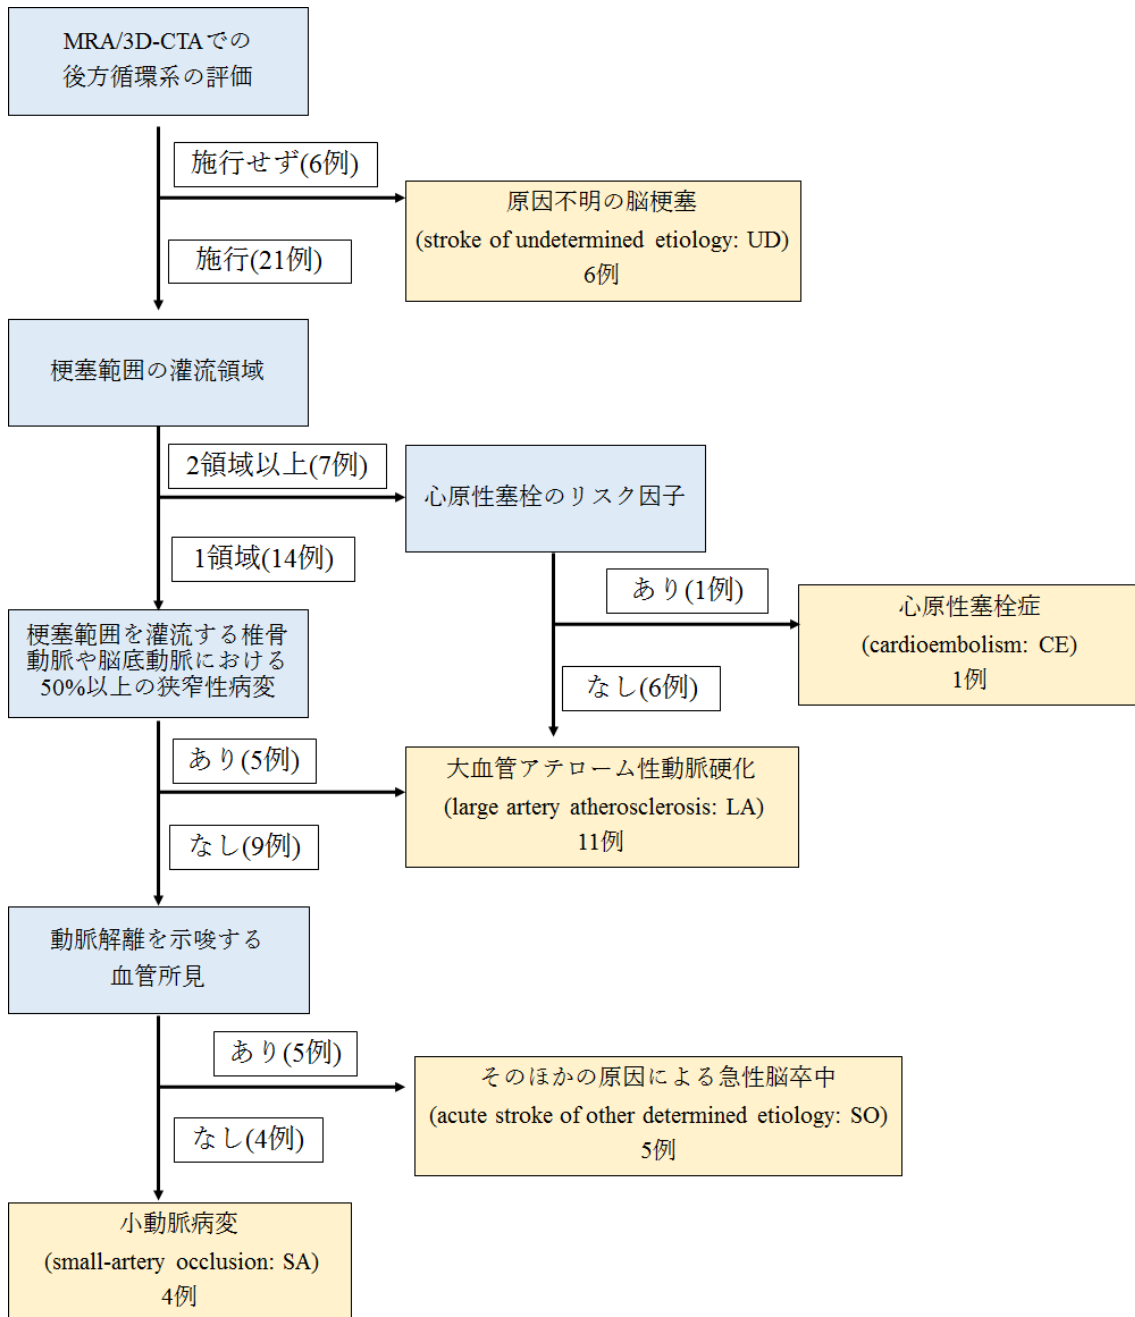 MRA/3D-CTAでの
後方循環系の評価
施行せず(6例)
原因不明の脳梗塞
(stroke of undetermined etiology: UD)
6例
施行(21例)
梗塞範囲の灌流領域
2領域以上(7例)
心原性塞栓のリスク因子
1領域(14例)
あり(1例)
心原性塞栓症
(cardioembolism: CE)
1例
梗塞範囲を灌流する椎骨
動脈や脳底動脈における
50%以上の狭窄性病変
なし(6例)
あり(5例)
大血管アテローム性動脈硬化
(large artery atherosclerosis: LA)
11例
なし(9例)
動脈解離を示唆する
血管所見
あり(5例)
そのほかの原因による急性脳卒中
(acute stroke of other determined etiology: SO)
5例
なし(4例)
小動脈病変
(small-artery occlusion: SA)
4例